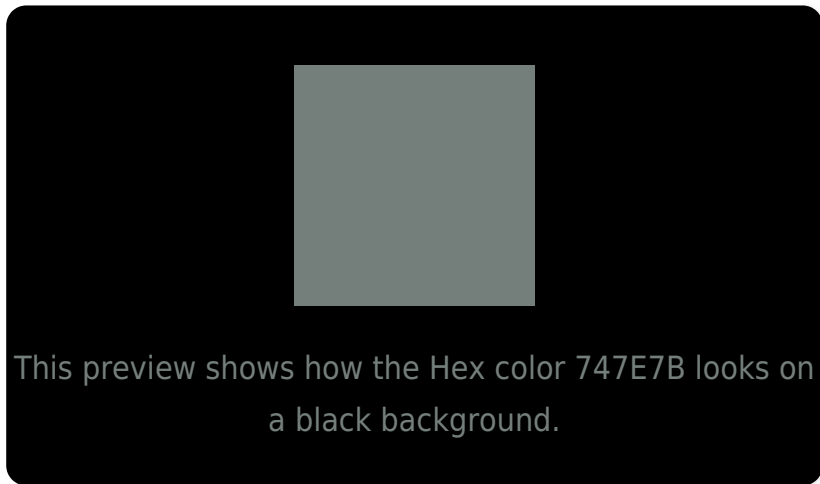 This preview shows how the Hex color 747E7B looks on
a black background.